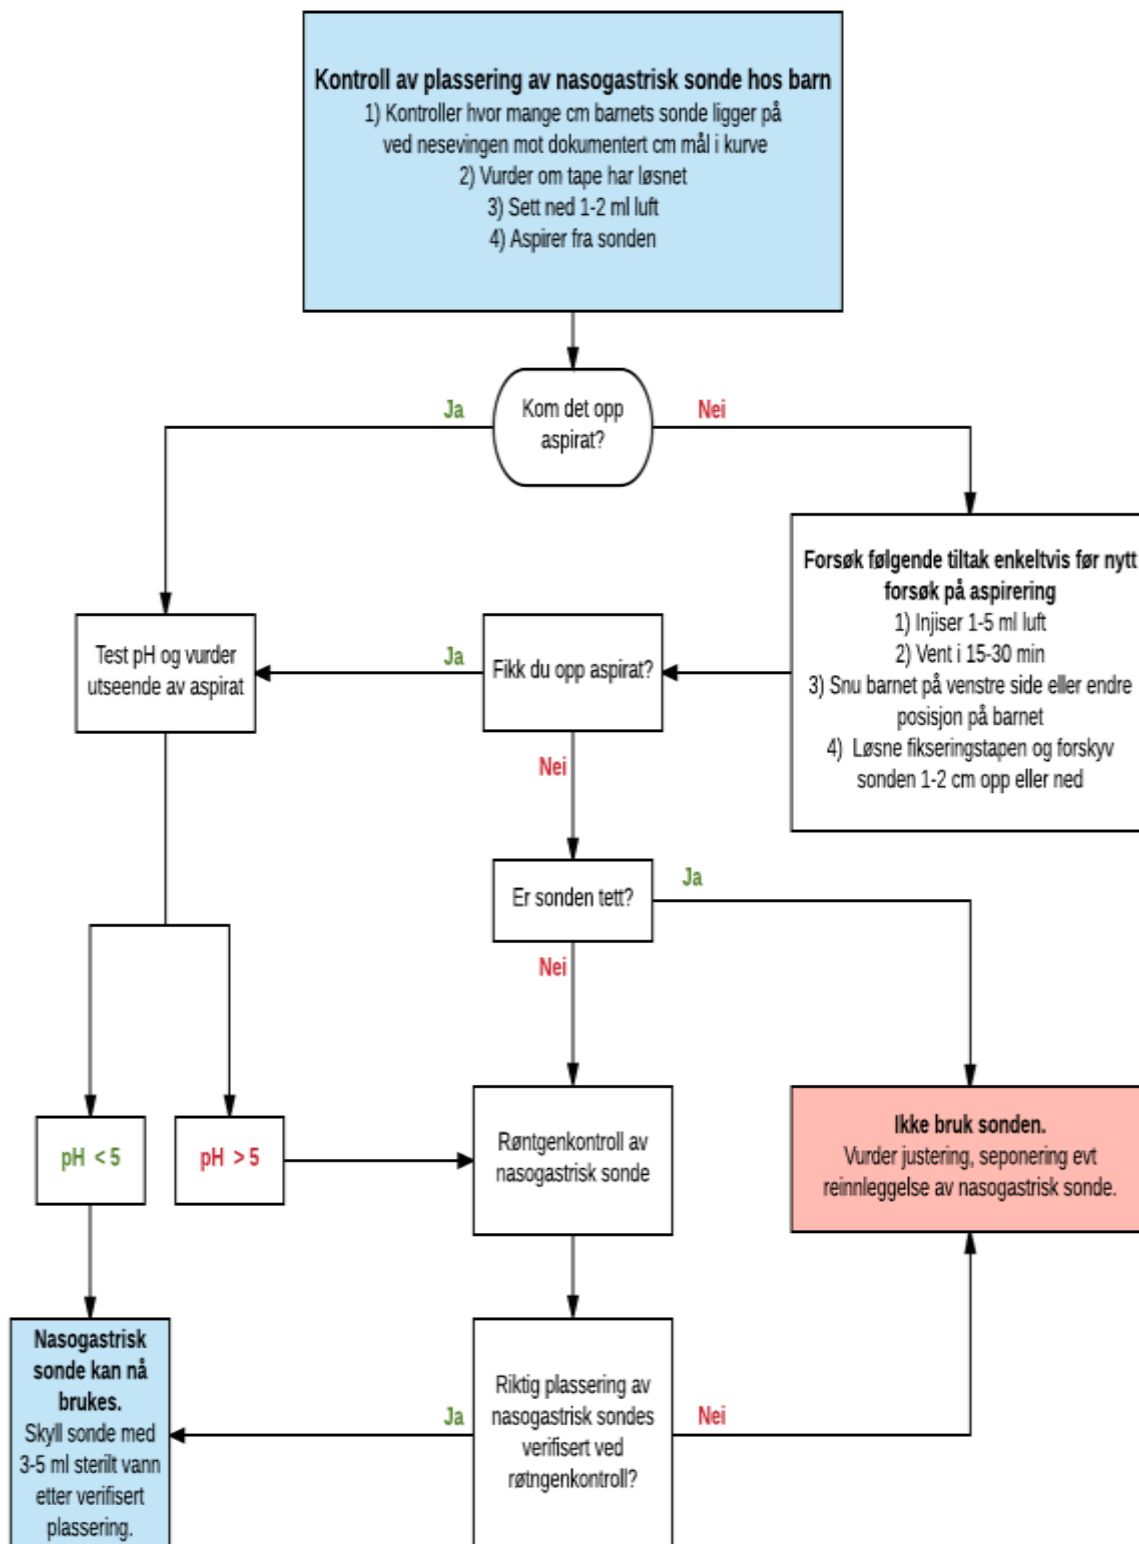 Kontroll av plassering av nasogastrisk sonde hos barn
1) Kontroller hvor mange cm barnets sonde ligger på
ved nesevingen mot dokumentert cm mål i kurve
2) Vurder om tape har løsnet
3) Sett ned 1-2 ml luft
4) Aspirer fra sonden
Kom det opp
aspirat?
Ja
Nei
Forsøk følgende tiltak enkeltvis før nytt
forsøk på aspirering
1) Injiser 1-5 ml luft
2) Vent i 15-30 min
3) Snu barnet på venstre side eller endre
posisjon på barnet
4) Løsne fikseringstapen og forskyv
sonden 1-2 cm opp eller ned
Test pH og vurder
utseende av aspirat
Ja
Fikk du opp aspirat?
Nei
Er sonden tett?
Ja
Nei
pH < 5
pH > 5
Røntgenkontroll av
nasogastrisk sonde
Ikke bruk sonden.
Vurder justering, seponering evt
reinnleggelse av nasogastrisk sonde.
Nasogastrisk
sonde kan nå
brukes.
Skyll sonde med
3-5 ml sterilt vann
etter verifisert
plassering.
Ja
Riktig plassering av
nasogastrisk sondes
verifisert ved
røtngenkontroll?
Nei